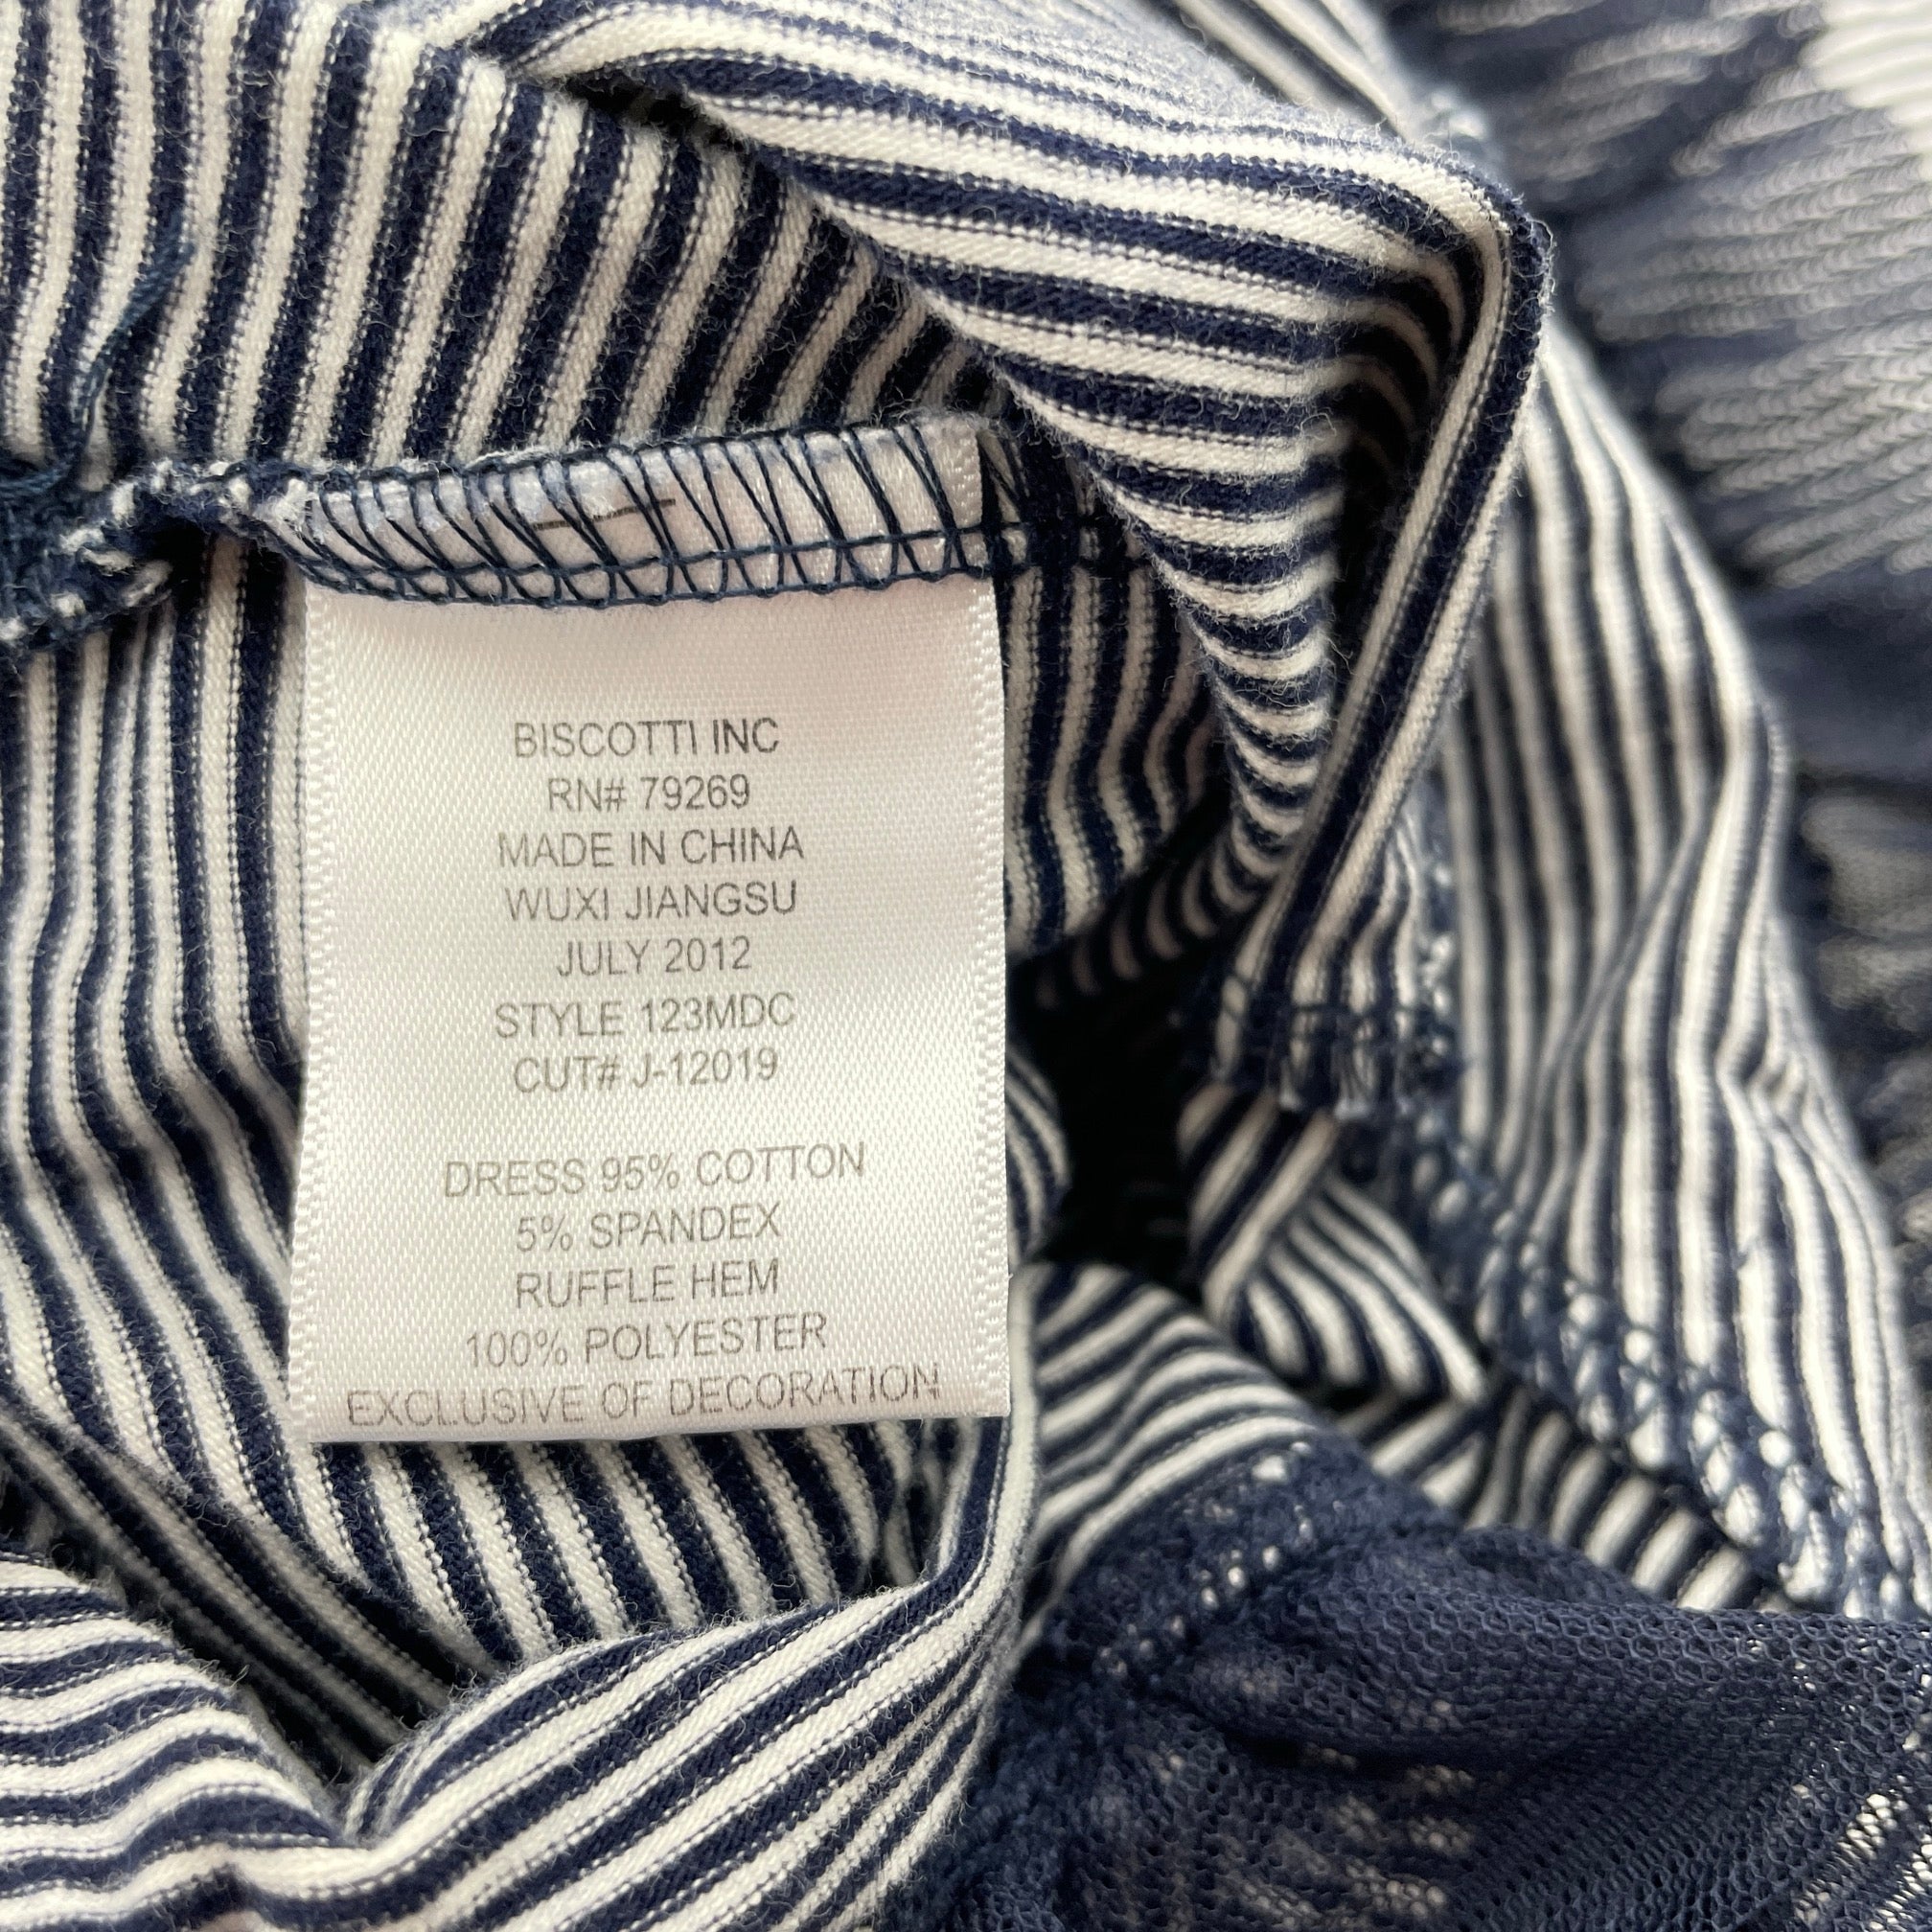 BISCOTTI INC
RN# 79269
MADE IN CHINA
WUXI JIANGSU
JULY 2012
STYLE 123MDC
CUT# J-12019
DRESS 95% COTTON
5% SPANDEX
RUFFLE HEM
100% POLYESTER
EXCLUSIVE OF DECORATION